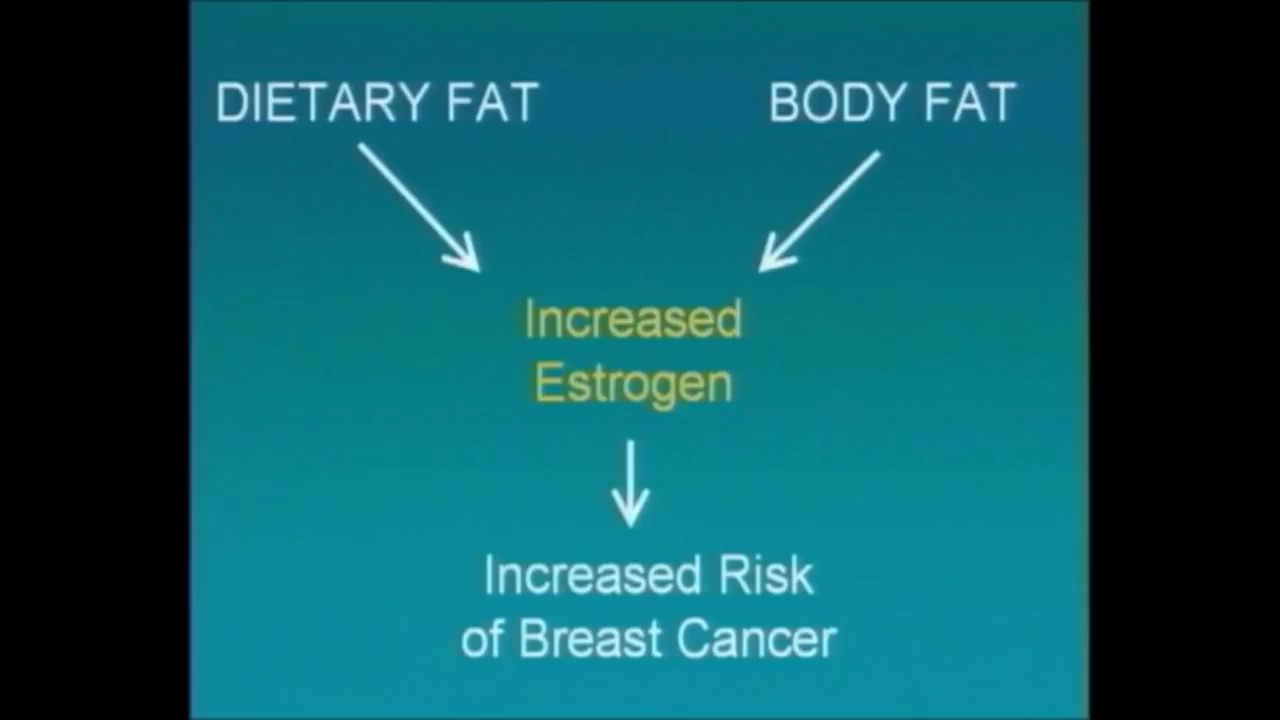 DIETARY FAT
BODY FAT
Increased
Estrogen
Increased Risk
of Breast Cancer